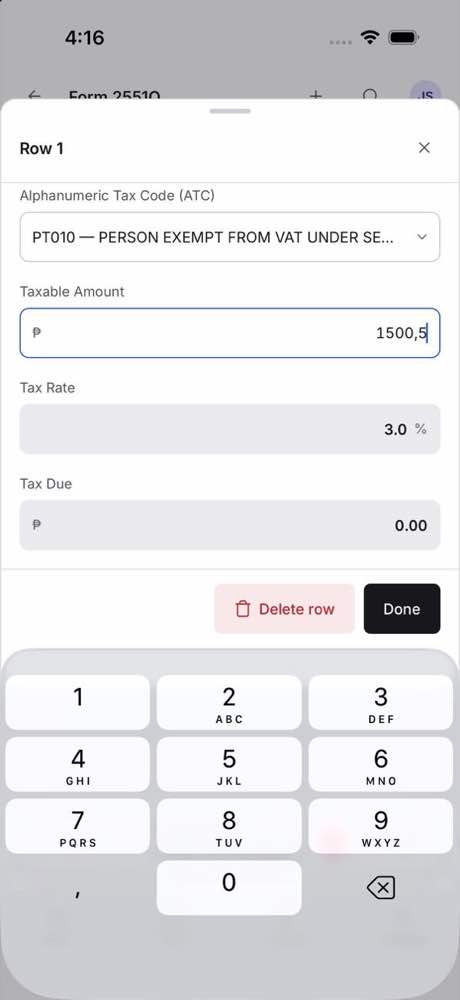 4:16
Form 2551Q
JS
Row 1
Alphanumeric Tax Code (ATC)
PT010 — PERSON EXEMPT FROM VAT UNDER SE...
Taxable Amount
₱ 1500,5
Tax Rate
3.0 %
Tax Due
₱ 0.00
Delete row Done
1 2 3
ABC DEF
4 5 6
GHI JKL MNO
7 8 9
PQRS TUV WXYZ
, 0